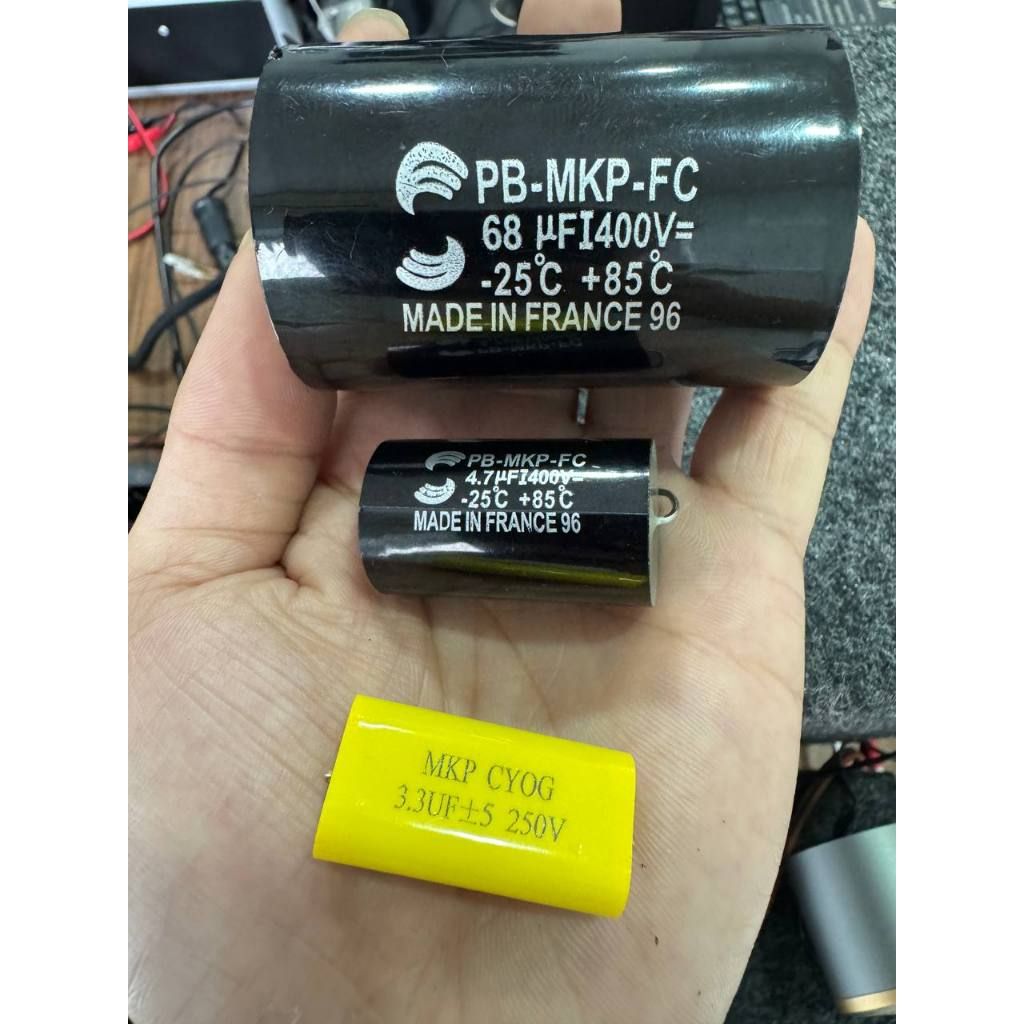 PB-MKP-FC
68 µFI400V=
-25°C +85°C
MADE IN FRANCE 96
PB-MKP-FC
4.7µFI400V=
-25°C +85°C
MADE IN FRANCE 96
MKP CYOG
3.3UF±5 250V